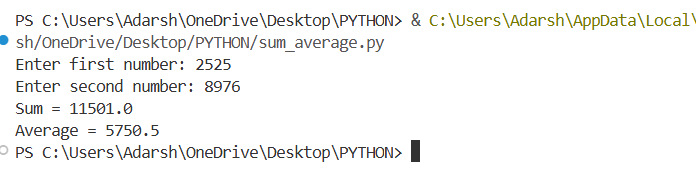 PS C:\Users\Adarsh\OneDrive\Desktop\PYTHON> & C:\Users\Adarsh\AppData\Local\
sh/OneDrive/Desktop/PYTHON/sum_average.py
Enter first number: 2525
Enter second number: 8976
Sum = 11501.0
Average = 5750.5
PS C:\Users\Adarsh\OneDrive\Desktop\PYTHON>